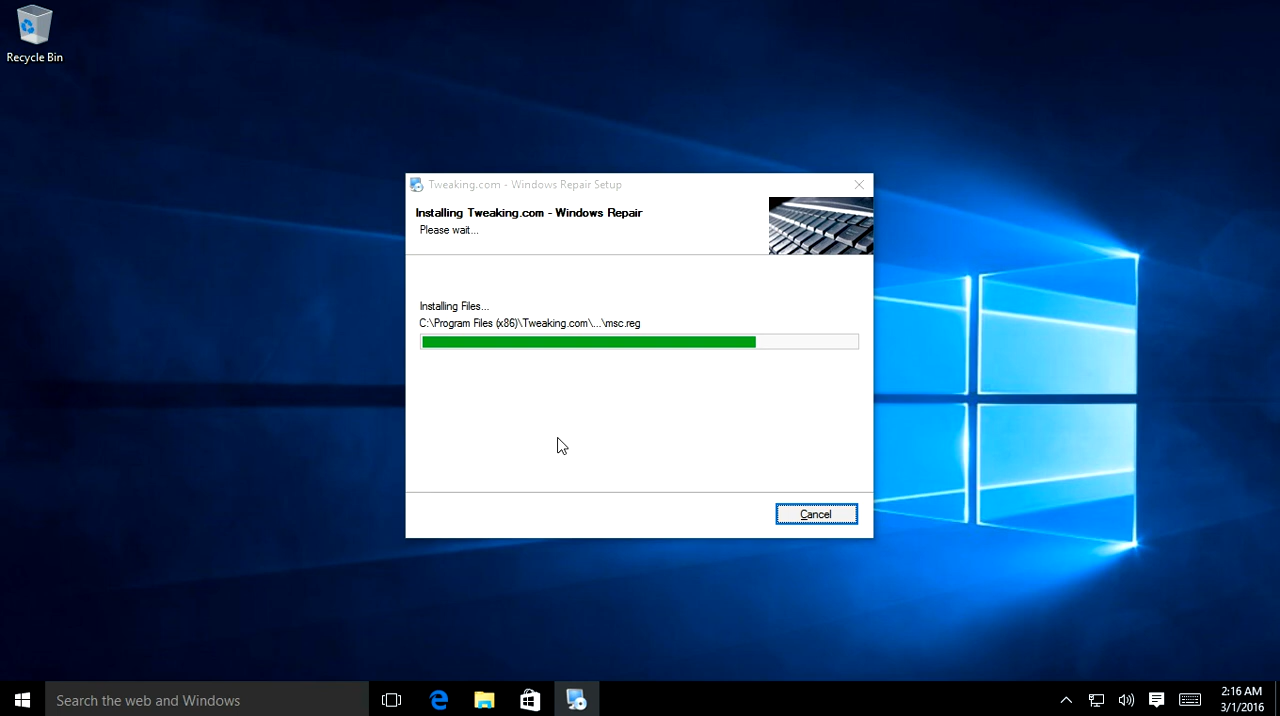 Recycle Bin
Tweaking.com - Windows Repair Setup
Installing Tweaking.com - Windows Repair
Please wait...
Installing Files...
C:\Program Files (x86)\Tweaking.com\...\msc.reg
Cancel
Search the web and Windows
2:16 AM
3/1/2016